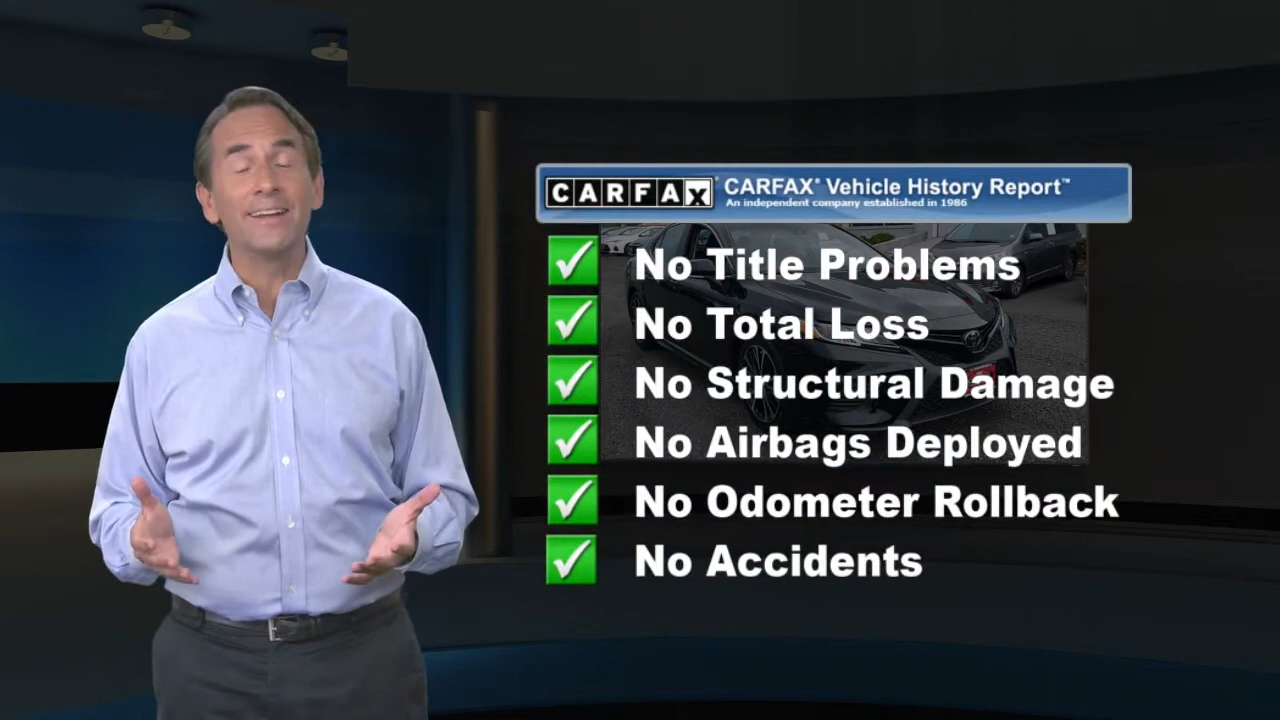 CARFAX CARFAX® Vehicle History Report™
An independent company established in 1986
No Title Problems
No Total Loss
No Structural Damage
No Airbags Deployed
No Odometer Rollback
No Accidents